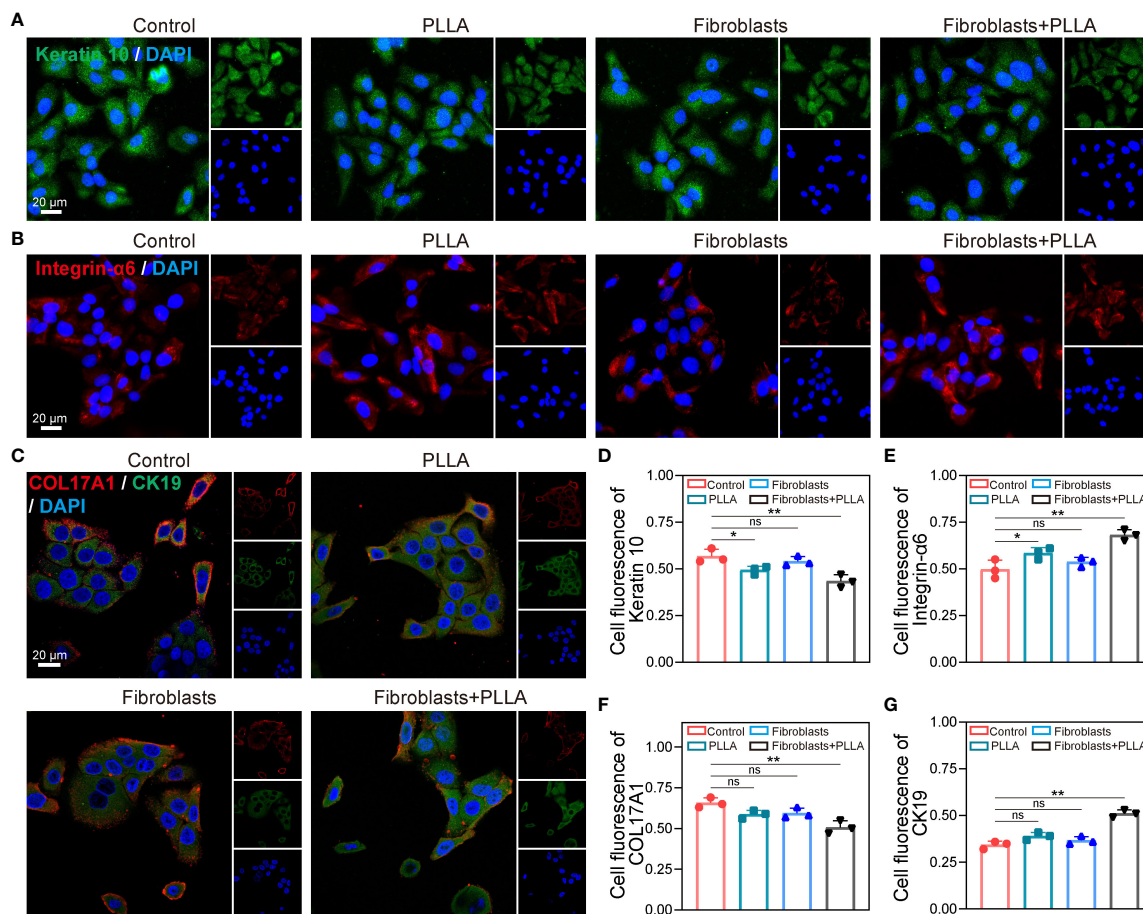 A
Control
PLLA
Fibroblasts
Fibroblasts+PLLA
Keratin 10 / DAPI
20 μm
B
Control
PLLA
Fibroblasts
Fibroblasts+PLLA
Integrin-α6 / DAPI
20 μm
C
Control
PLLA
COL17A1 / CK19
/ DAPI
20 μm
Fibroblasts
Fibroblasts+PLLA
D
Cell fluorescence of
Keratin 10
1.00
0.75
0.50
0.25
0.00
Control
Fibroblasts
PLLA
Fibroblasts+PLLA
**
ns
*
E
Cell fluorescence of
Integrin-α6
1.00
0.75
0.50
0.25
0.00
Control
Fibroblasts
PLLA
Fibroblasts+PLLA
**
ns
*
F
Cell fluorescence of
COL17A1
1.00
0.75
0.50
0.25
0.00
Control
Fibroblasts
PLLA
Fibroblasts+PLLA
**
ns
ns
G
Cell fluorescence of
CK19
1.00
0.75
0.50
0.25
0.00
Control
Fibroblasts
PLLA
Fibroblasts+PLLA
**
ns
ns